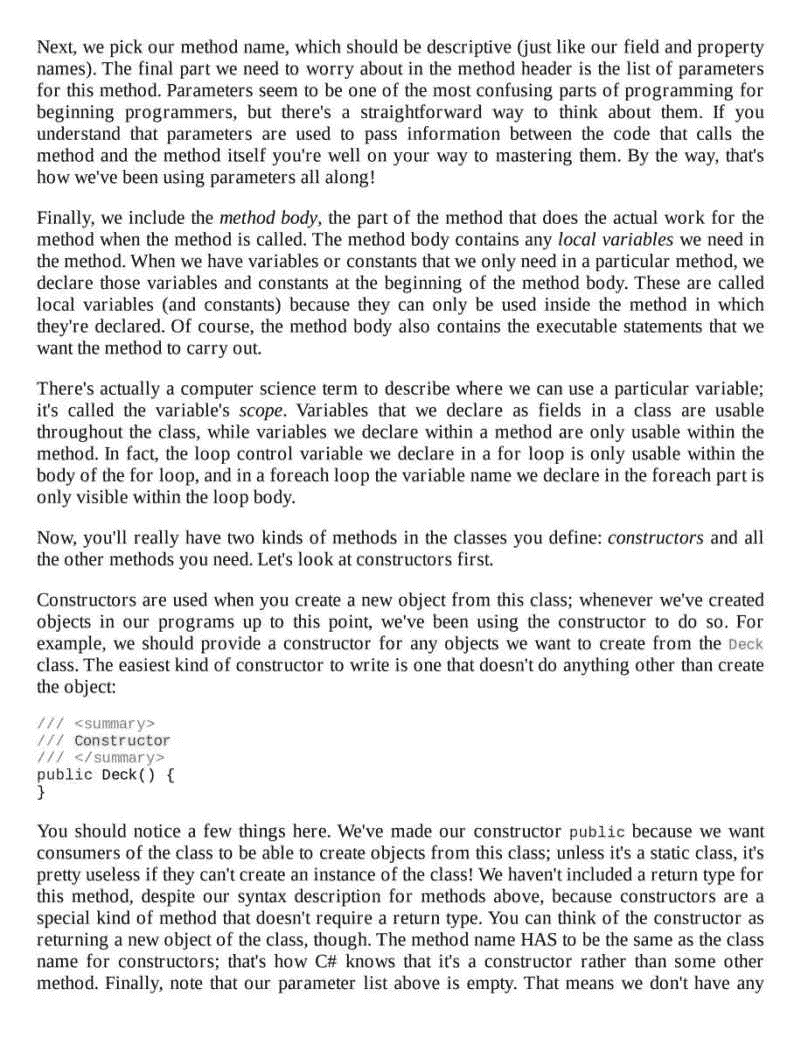 Next, we pick our method name, which should be descriptive (just like our field and property
names). The final part we need to worry about in the method header is the list of parameters
for this method. Parameters seem to be one of the most confusing parts of programming for
beginning programmers, but there's a straightforward way to think about them. If you
understand that parameters are used to pass information between the code that calls the
method and the method itself you're well on your way to mastering them. By the way, that's
how we've been using parameters all along!
Finally, we include the method body, the part of the method that does the actual work for the
method when the method is called. The method body contains any local variables we need in
the method. When we have variables or constants that we only need in a particular method, we
declare those variables and constants at the beginning of the method body. These are called
local variables (and constants) because they can only be used inside the method in which
they're declared. Of course, the method body also contains the executable statements that we
want the method to carry out.
There's actually a computer science term to describe where we can use a particular variable;
it's called the variable's scope. Variables that we declare as fields in a class are usable
throughout the class, while variables we declare within a method are only usable within the
method. In fact, the loop control variable we declare in a for loop is only usable within the
body of the for loop, and in a foreach loop the variable name we declare in the foreach part is
only visible within the loop body.
Now, you'll really have two kinds of methods in the classes you define: constructors and all
the other methods you need. Let's look at constructors first.
Constructors are used when you create a new object from this class; whenever we've created
objects in our programs up to this point, we've been using the constructor to do so. For
example, we should provide a constructor for any objects we want to create from the Deck
class. The easiest kind of constructor to write is one that doesn't do anything other than create
the object:
/// <summary>
/// Constructor
/// </summary>
public Deck() {
}
You should notice a few things here. We've made our constructor public because we want
consumers of the class to be able to create objects from this class; unless it's a static class, it's
pretty useless if they can't create an instance of the class! We haven't included a return type for
this method, despite our syntax description for methods above, because constructors are a
special kind of method that doesn't require a return type. You can think of the constructor as
returning a new object of the class, though. The method name HAS to be the same as the class
name for constructors; that's how C# knows that it's a constructor rather than some other
method. Finally, note that our parameter list above is empty. That means we don't have any